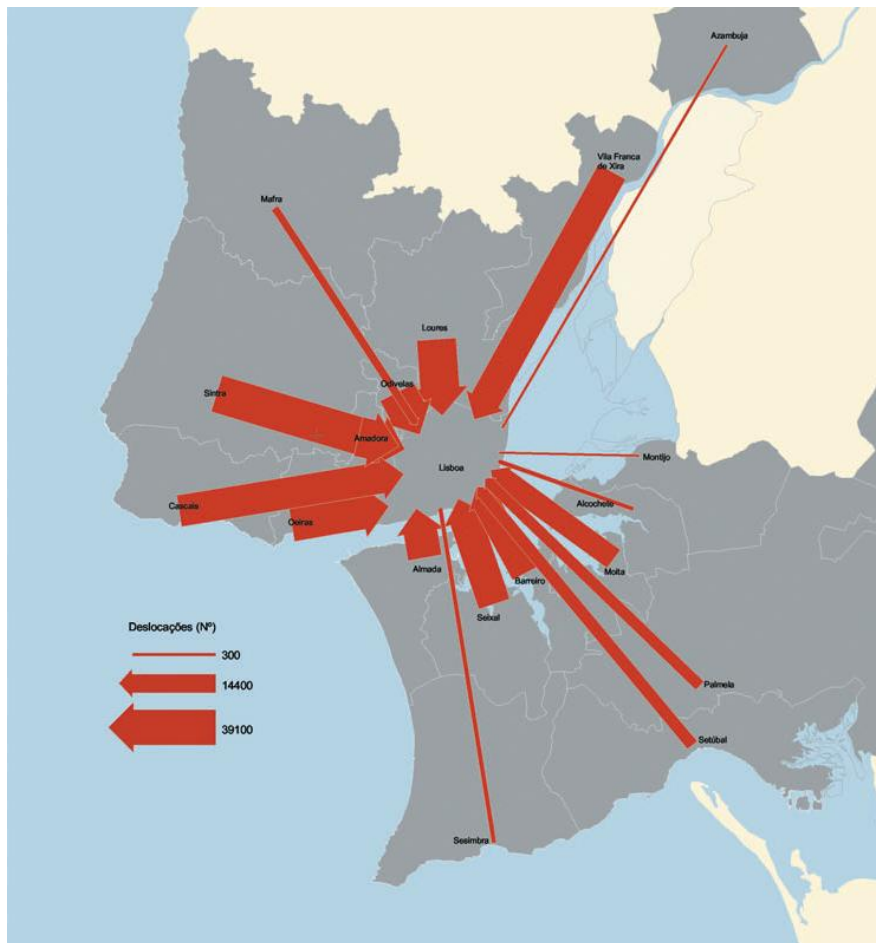 Azambuja
Vila Franca
de Xira
Mafra
Loures
Odivelas
Sintra
Amadora
Lisboa
Montijo
Cascais
Alcochete
Oeiras
Almada
Moita
Barreiro
Seixal
Deslocações (Nº)
300
14400
39100
Palmela
Setúbal
Sesimbra